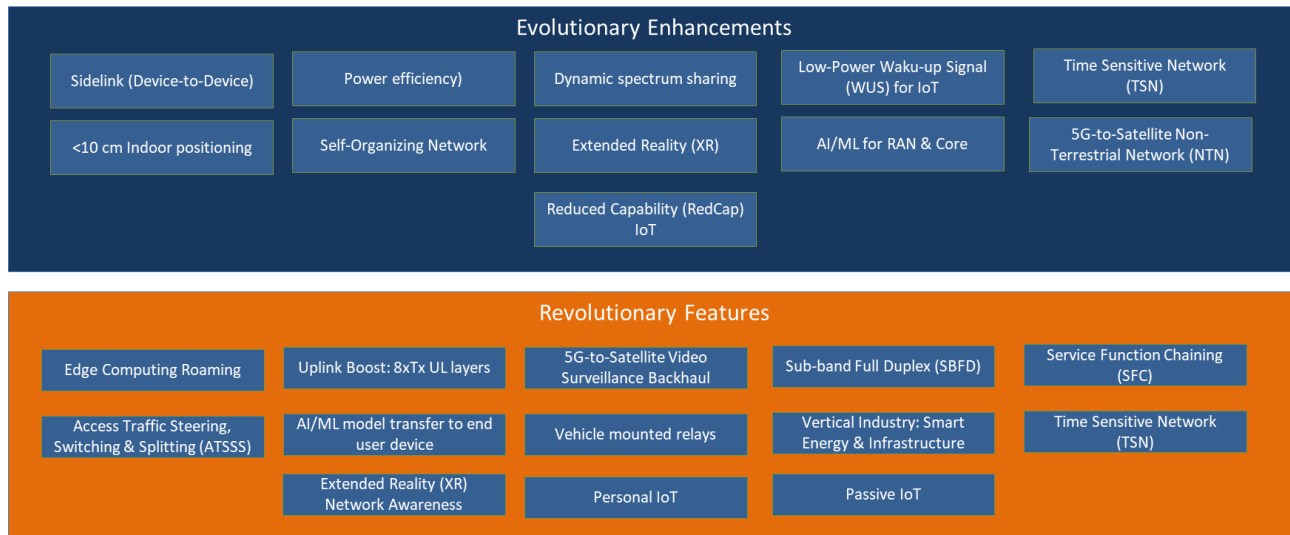 Evolutionary Enhancements
Sidelink (Device-to-Device)
Power efficiency)
Dynamic spectrum sharing
Low-Power Waku-up Signal
(WUS) for IoT
Time Sensitive Network
(TSN)
<10 cm Indoor positioning
Self-Organizing Network
Extended Reality (XR)
AI/ML for RAN & Core
5G-to-Satellite Non-
Terrestrial Network (NTN)
Reduced Capability (RedCap)
IoT
Revolutionary Features
Edge Computing Roaming
Uplink Boost: 8xTx UL layers
5G-to-Satellite Video
Surveillance Backhaul
Sub-band Full Duplex (SBFD)
Service Function Chaining
(SFC)
Access Traffic Steering,
Switching & Splitting (ATSSS)
AI/ML model transfer to end
user device
Vehicle mounted relays
Vertical Industry: Smart
Energy & Infrastructure
Time Sensitive Network
(TSN)
Extended Reality (XR)
Network Awareness
Personal IoT
Passive IoT